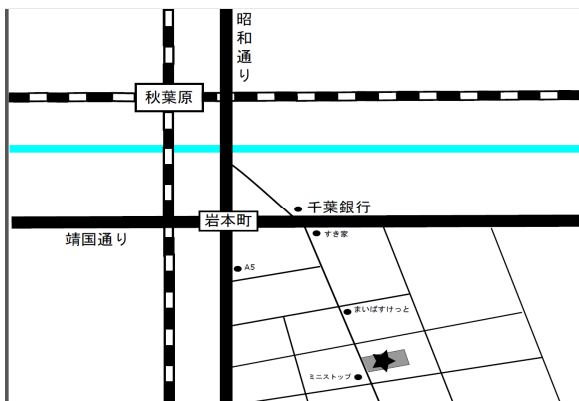 昭和通り
秋葉原
千葉銀行
岩本町
すき家
靖国通り
A5
まいばすけっと
ミニストップ